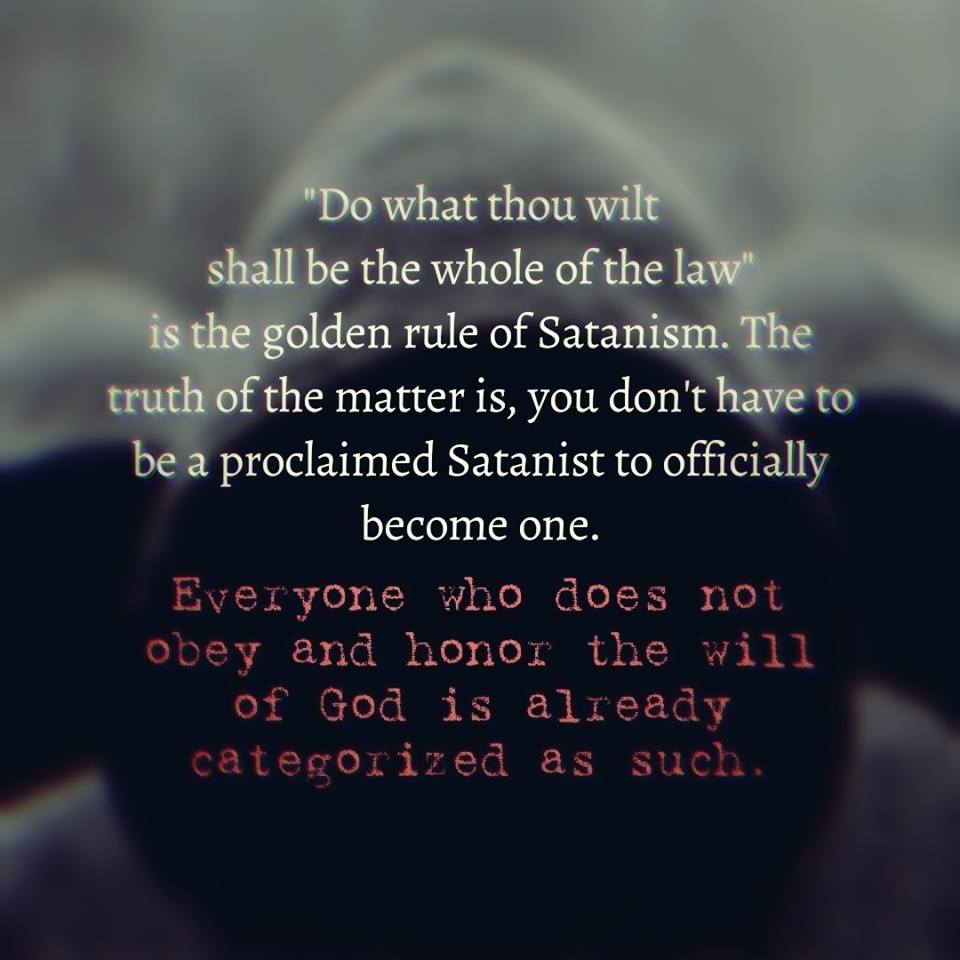 "Do what thou wilt
shall be the whole of the law"
is the golden rule of Satanism. The
truth of the matter is, you don't have to
be a proclaimed Satanist to officially
become one.
Everyone who does not
obey and honor the will
of God is already
categorized as such.